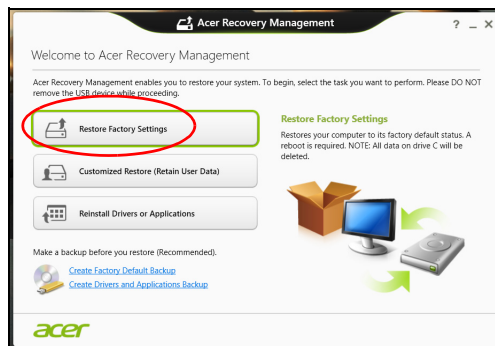 Acer Recovery Management
? _ X
Welcome to Acer Recovery Management
Acer Recovery Management enables you to restore your system. To begin, select the task you want to perform. Please DO NOT
remove the USB device while proceeding.
Restore Factory Settings
Customized Restore (Retain User Data)
Reinstall Drivers or Applications
Restore Factory Settings
Restores your computer to its factory default status. A
reboot is required. NOTE: All data on drive C will be
deleted.
Make a backup before you restore (Recommended).
Create Factory Default Backup
Create Drivers and Applications Backup
acer